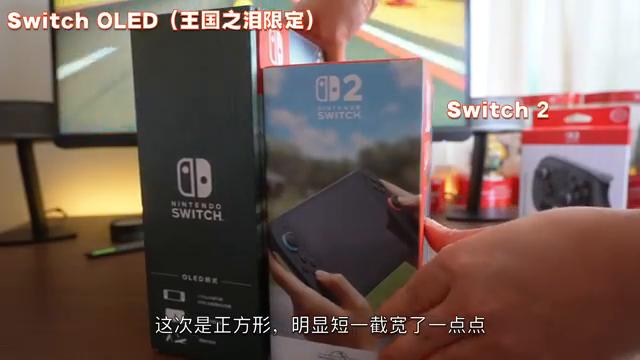 Switch OLED（王国之泪限定）
2
NINTENDO
SWITCH
Switch 2
NINTENDO
SWITCH
这次是正方形，明显短一截宽了一点点